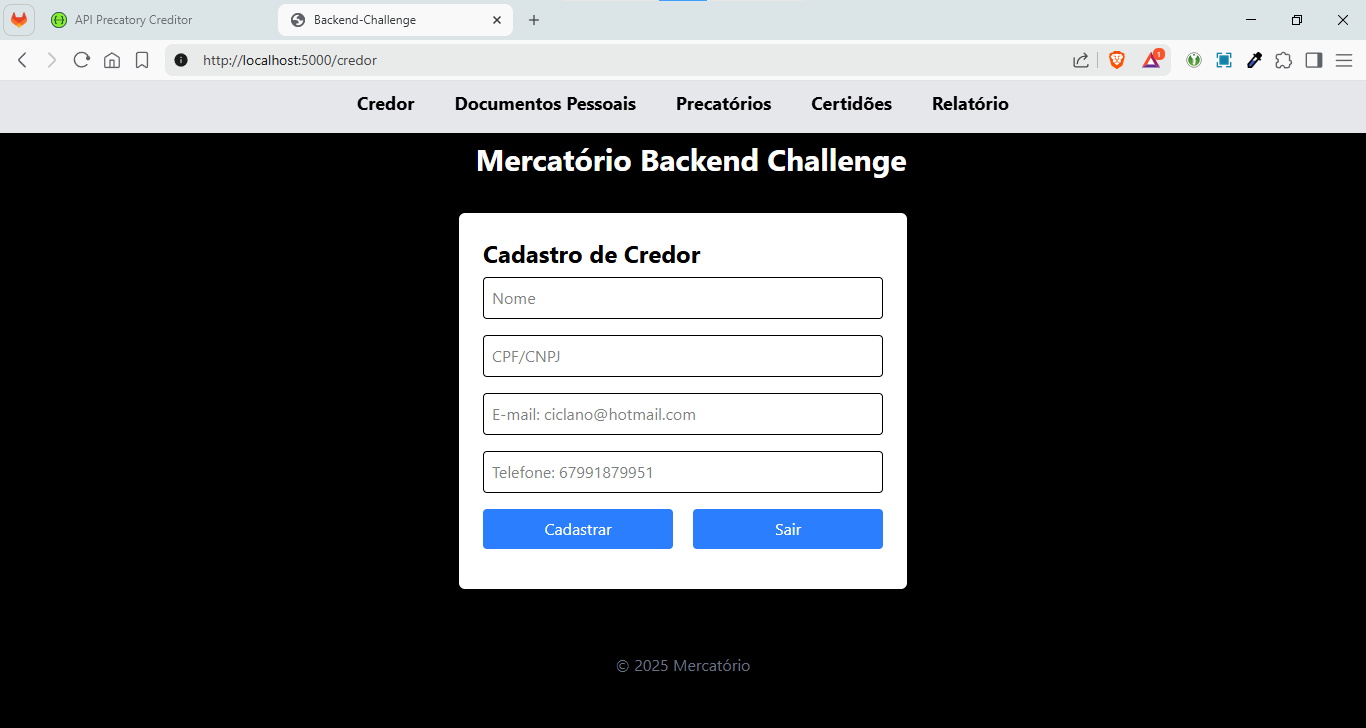 API Precatory Creditor
Backend-Challenge
http://localhost:5000/credor
1
Credor Documentos Pessoais Precatórios Certidões Relatório
Mercatório Backend Challenge
Cadastro de Credor
Nome
CPF/CNPJ
E-mail: ciclano@hotmail.com
Telefone: 67991879951
Cadastrar Sair
© 2025 Mercatório